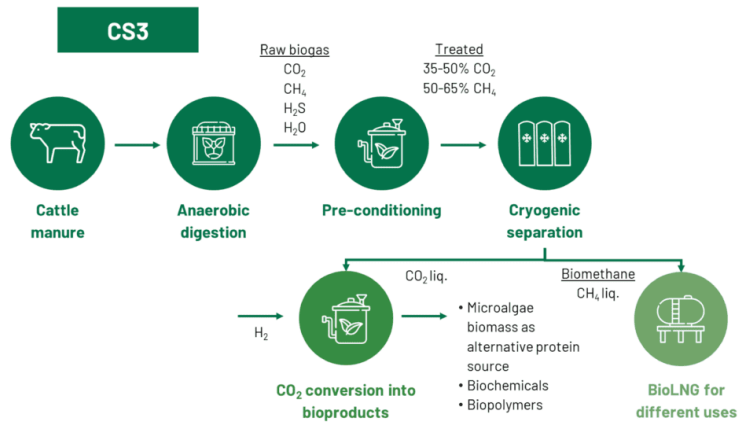 CS3
Raw biogas
CO₂
CH₄
H₂S
H₂O
Treated
35-50% CO₂
50-65% CH₄
Cattle
manure
Anaerobic
digestion
Pre-conditioning
Cryogenic
separation
CO₂ liq.
Biomethane
CH₄ liq.
H₂
• Microalgae
biomass as
alternative protein
source
• Biochemicals
• Biopolymers
CO₂ conversion into
bioproducts
BioLNG for
different uses